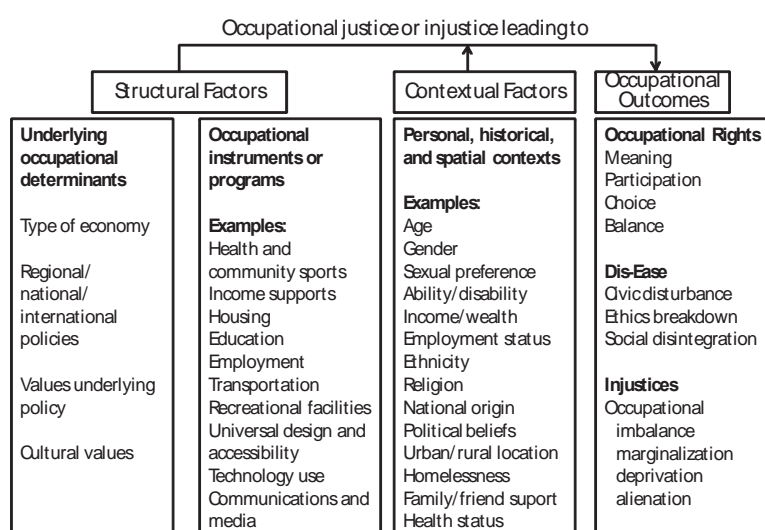 Occupational justice or injustice leading to
Structural Factors
Contextual Factors
Occupational
Outcomes
Underlying
occupational
determinants
Type of economy
Regional/
national/
international
policies
Values underlying
policy
Cultural values
Occupational
instruments or
programs
Examples:
Health and
community sports
Income supports
Housing
Education
Employment
Transportation
Recreational facilities
Universal design and
accessibility
Technology use
Communications and
media
Personal, historical,
and spatial contexts
Examples:
Age
Gender
Sexual preference
Ability/disability
Income/wealth
Employment status
Ethnicity
Religion
National origin
Political beliefs
Urban/rural location
Homelessness
Family/friend suport
Health status
Occupational Rights
Meaning
Participation
Choice
Balance
Dis-Ease
Civic disturbance
Ethics breakdown
Social disintegration
Injustices
Occupational
imbalance
marginalization
deprivation
alienation